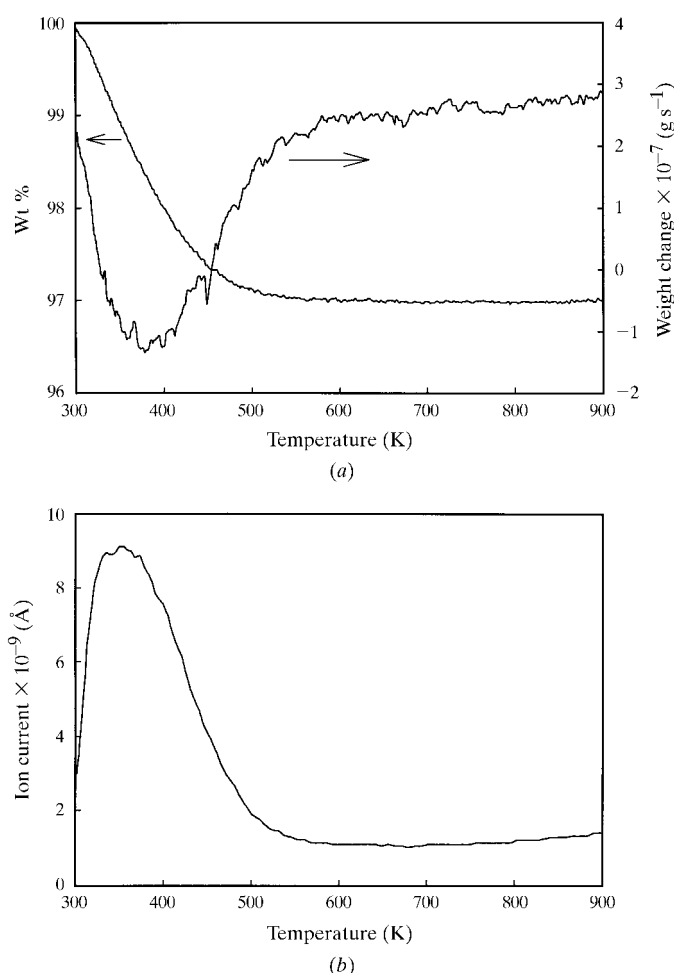 100
99
98
97
96
Wt %
4
3
2
1
0
−1
−2
Weight change × 10⁻⁷ (g s⁻¹)
300 400 500 600 700 800 900
Temperature (K)
(a)
10
8
6
4
2
0
Ion current × 10⁻⁹ (Å)
300 400 500 600 700 800 900
Temperature (K)
(b)